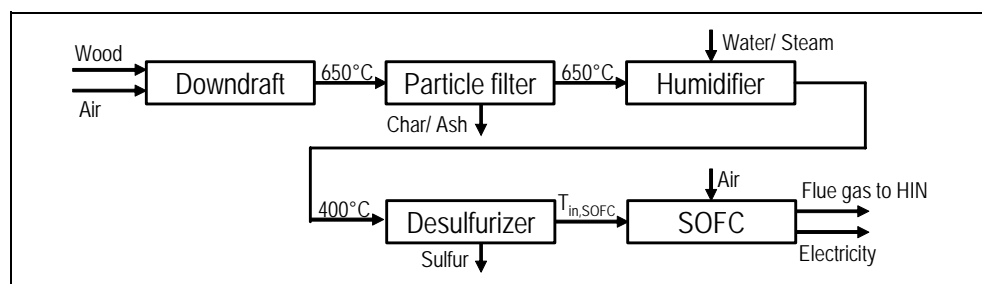 Wood
Air
Downdraft
650°C
Particle filter
Char/ Ash
650°C
Water/ Steam
Humidifier
400°C
Desulfurizer
Sulfur
T in,SOFC
Air
SOFC
Flue gas to HIN
Electricity